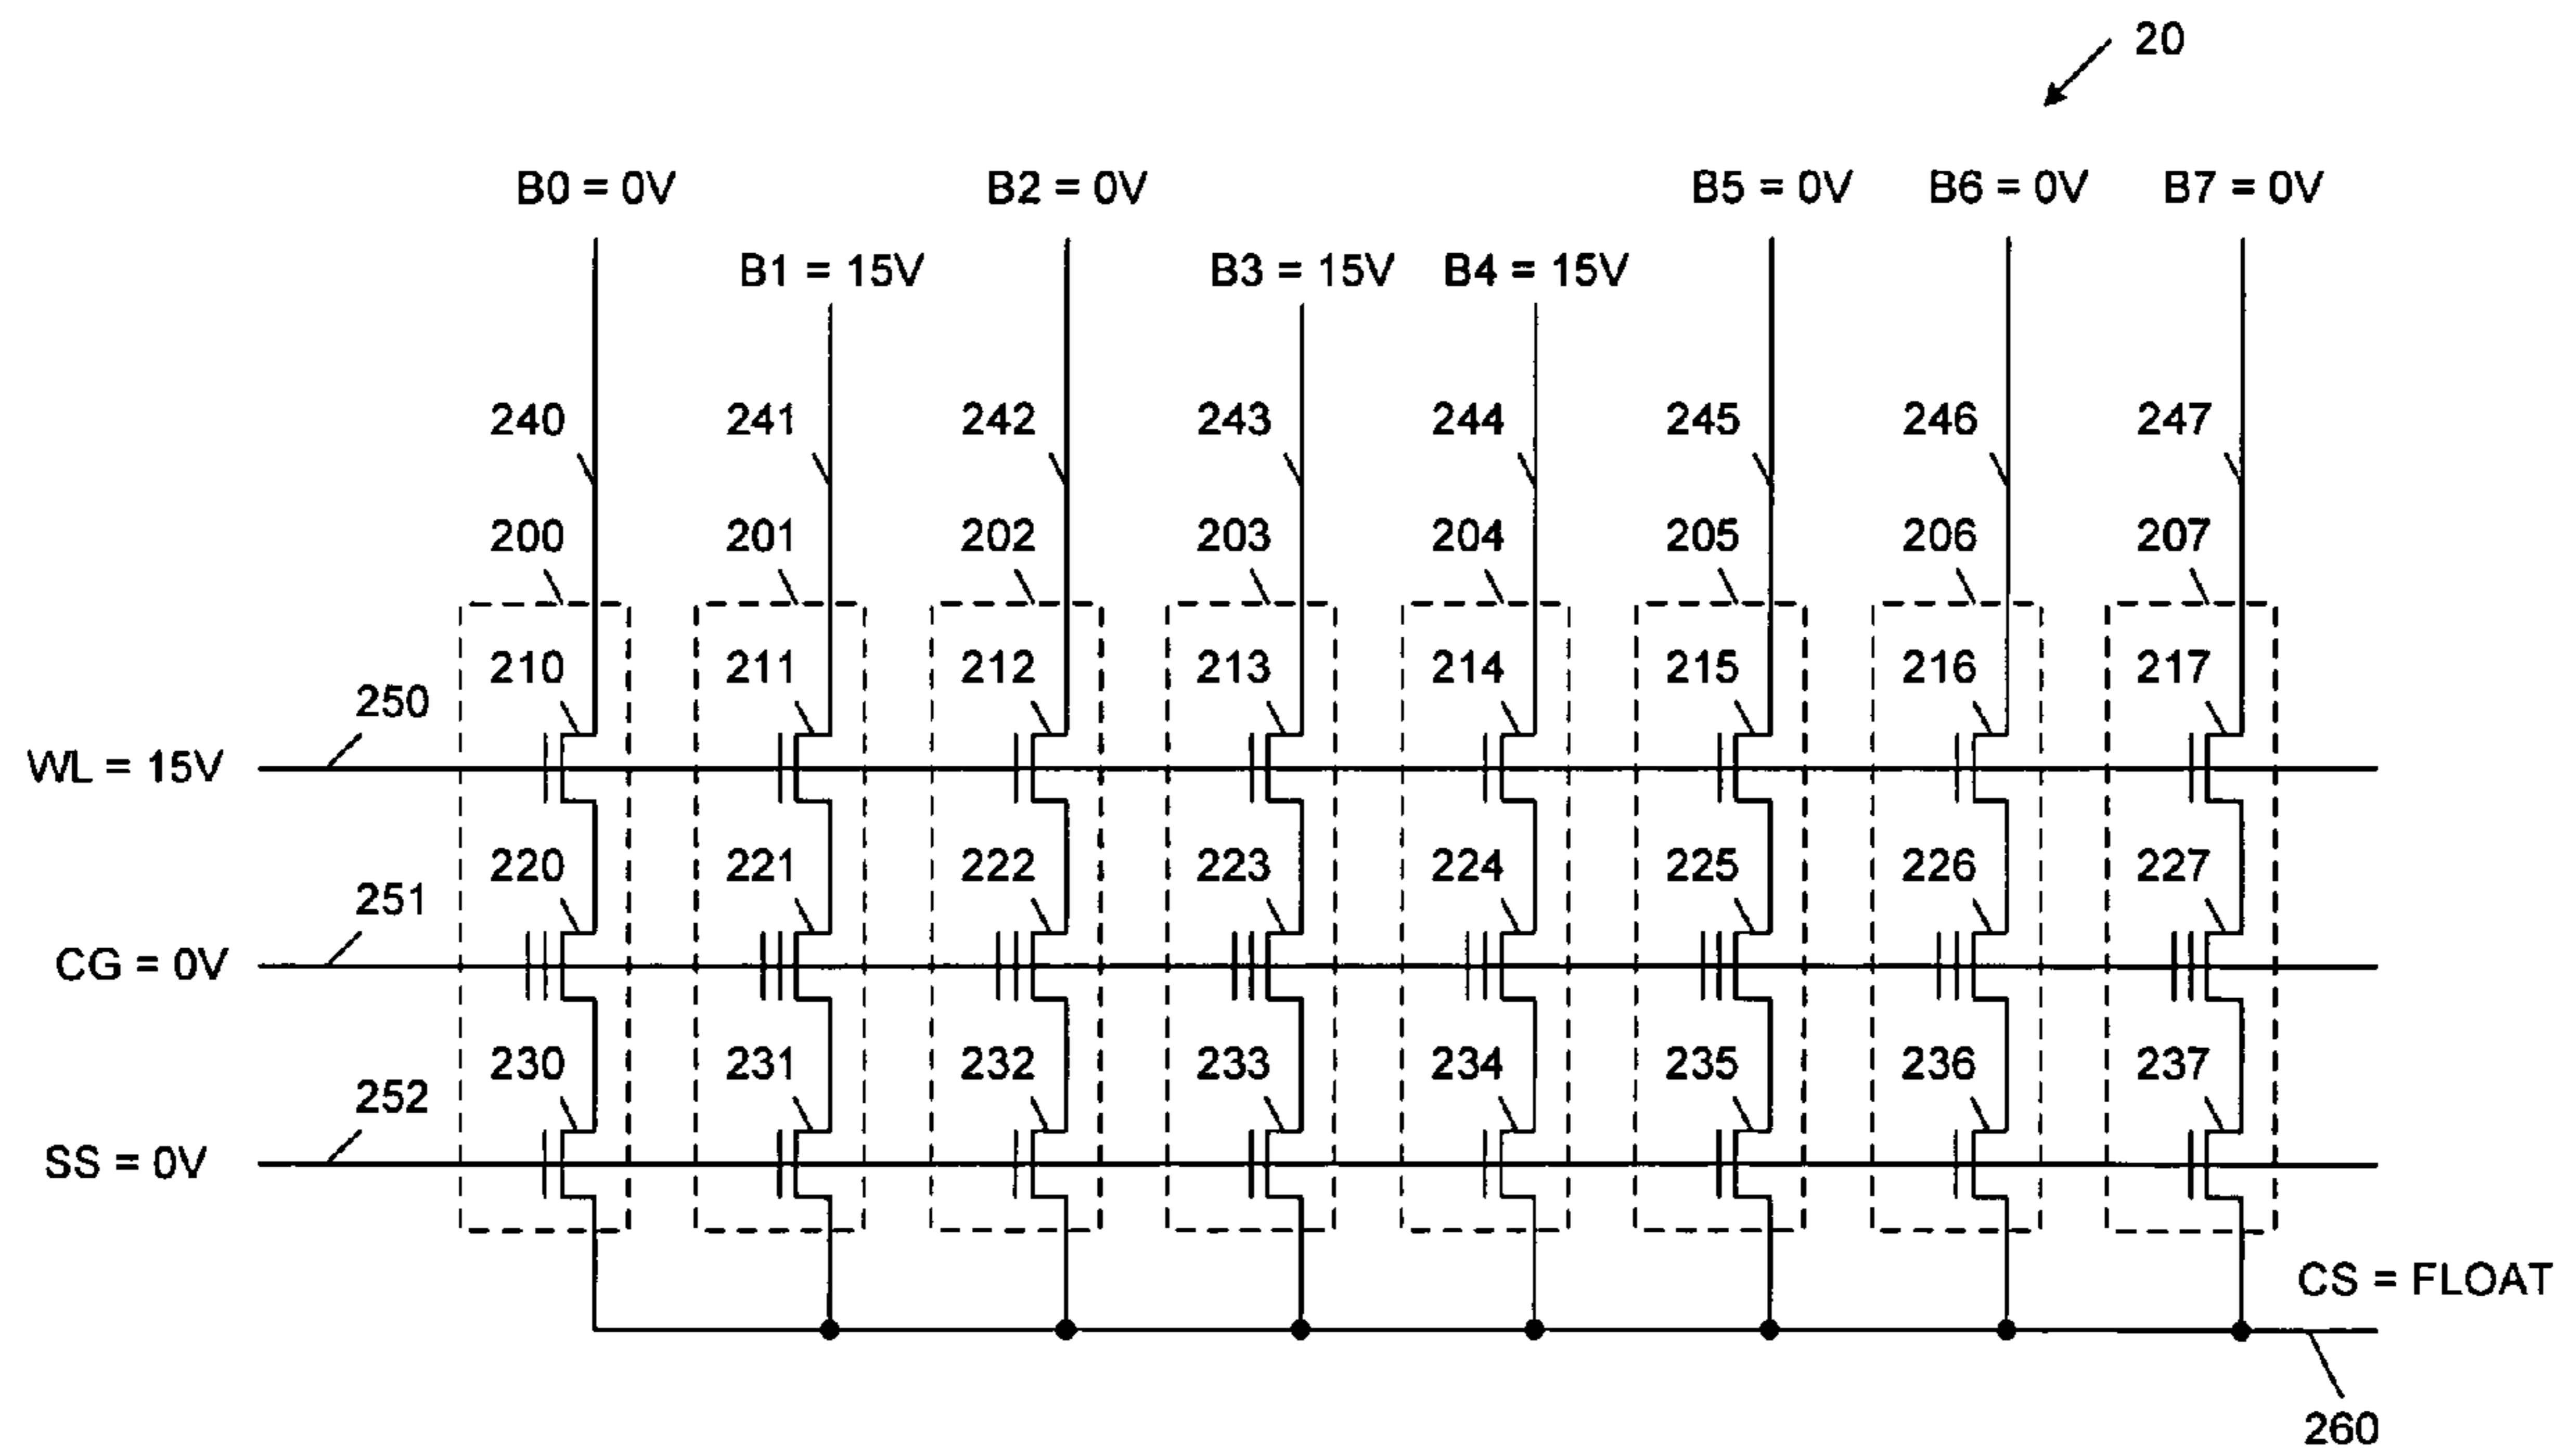 20
B0 = 0V B2 = 0V B5 = 0V B6 = 0V B7 = 0V
B1 = 15V B3 = 15V B4 = 15V
240 241 242 243 244 245 246 247
200 201 202 203 204 205 206 207
210 211 212 213 214 215 216 217
250
WL = 15V
220 221 222 223 224 225 226 227
251
CG = 0V
230 231 232 233 234 235 236 237
252
SS = 0V
CS = FLOAT
260